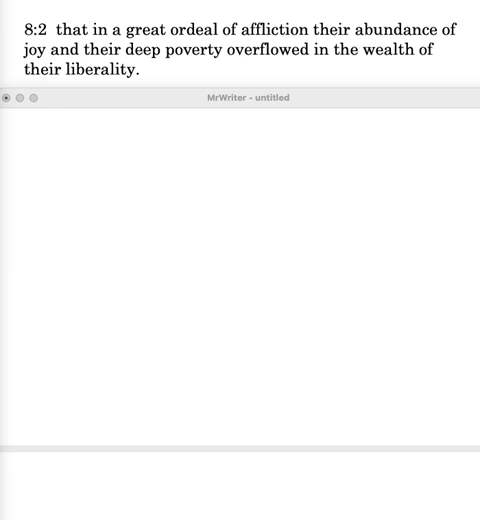 8:2 that in a great ordeal of affliction their abundance of
joy and their deep poverty overflowed in the wealth of
their liberality.
MrWriter - untitled